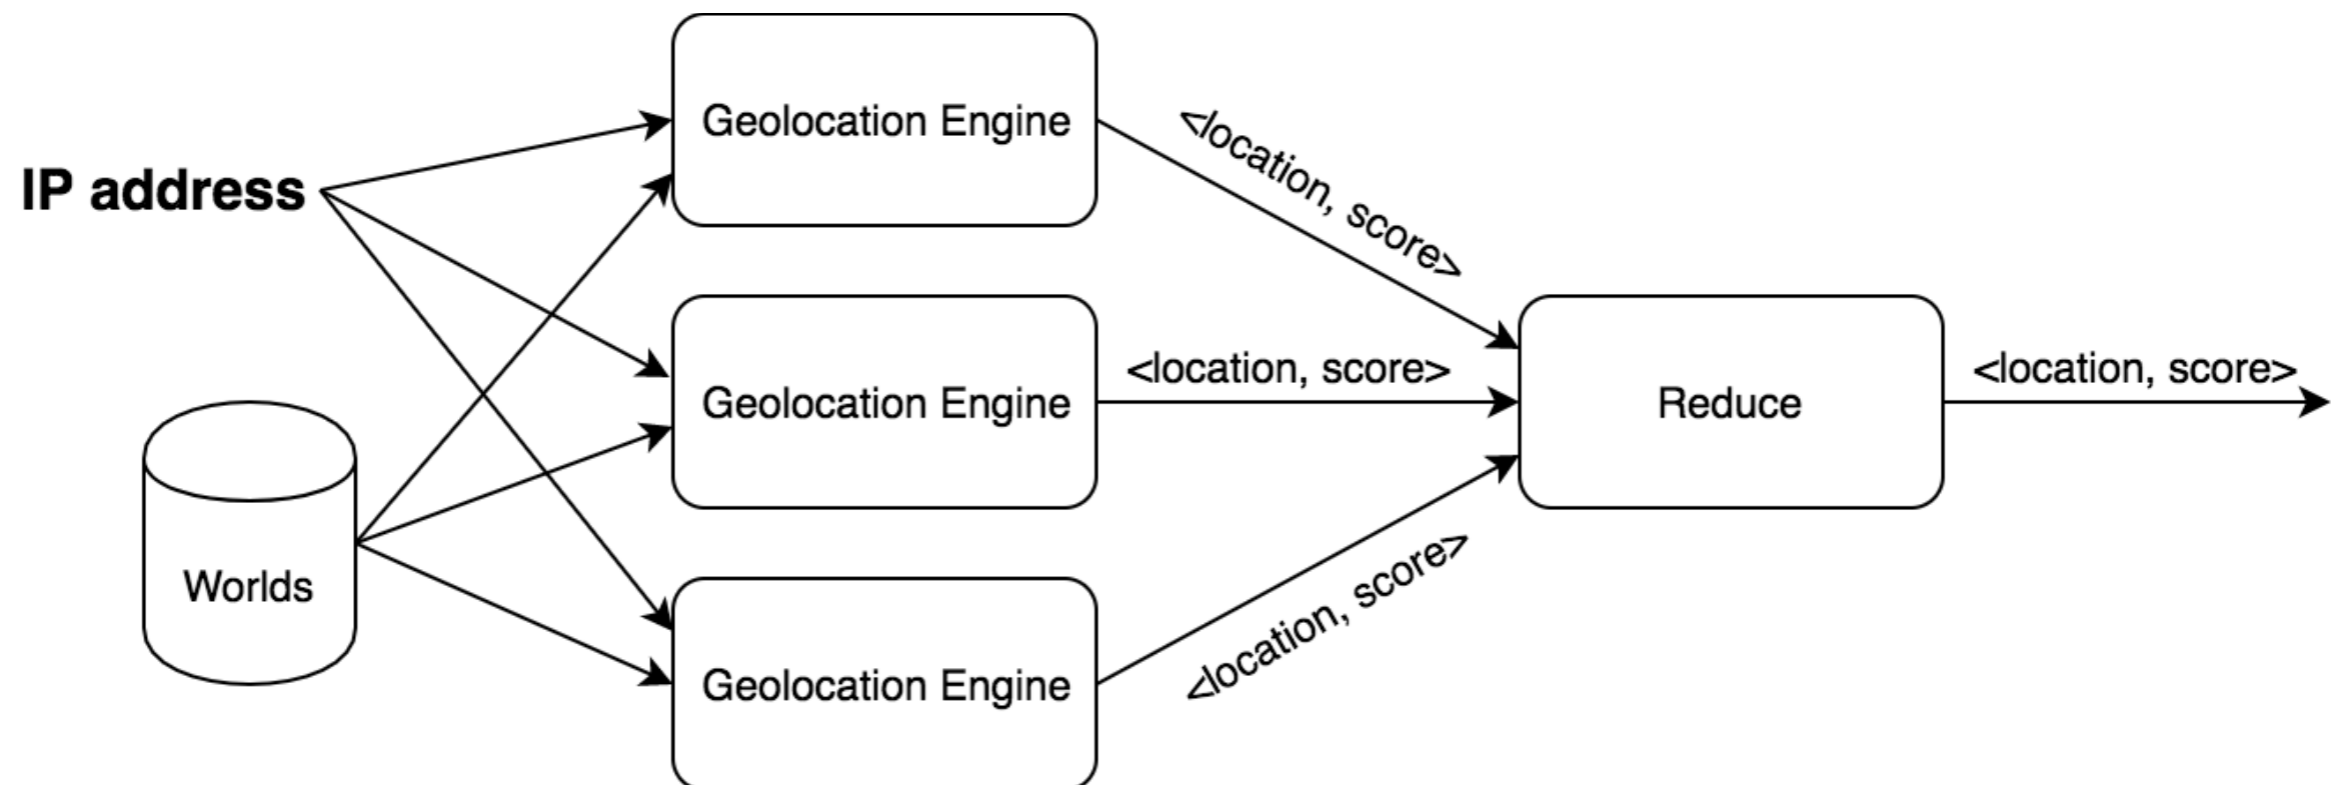 IP address
Worlds
Geolocation Engine
Geolocation Engine
Geolocation Engine
<location, score>
<location, score>
<location, score>
Reduce
<location, score>